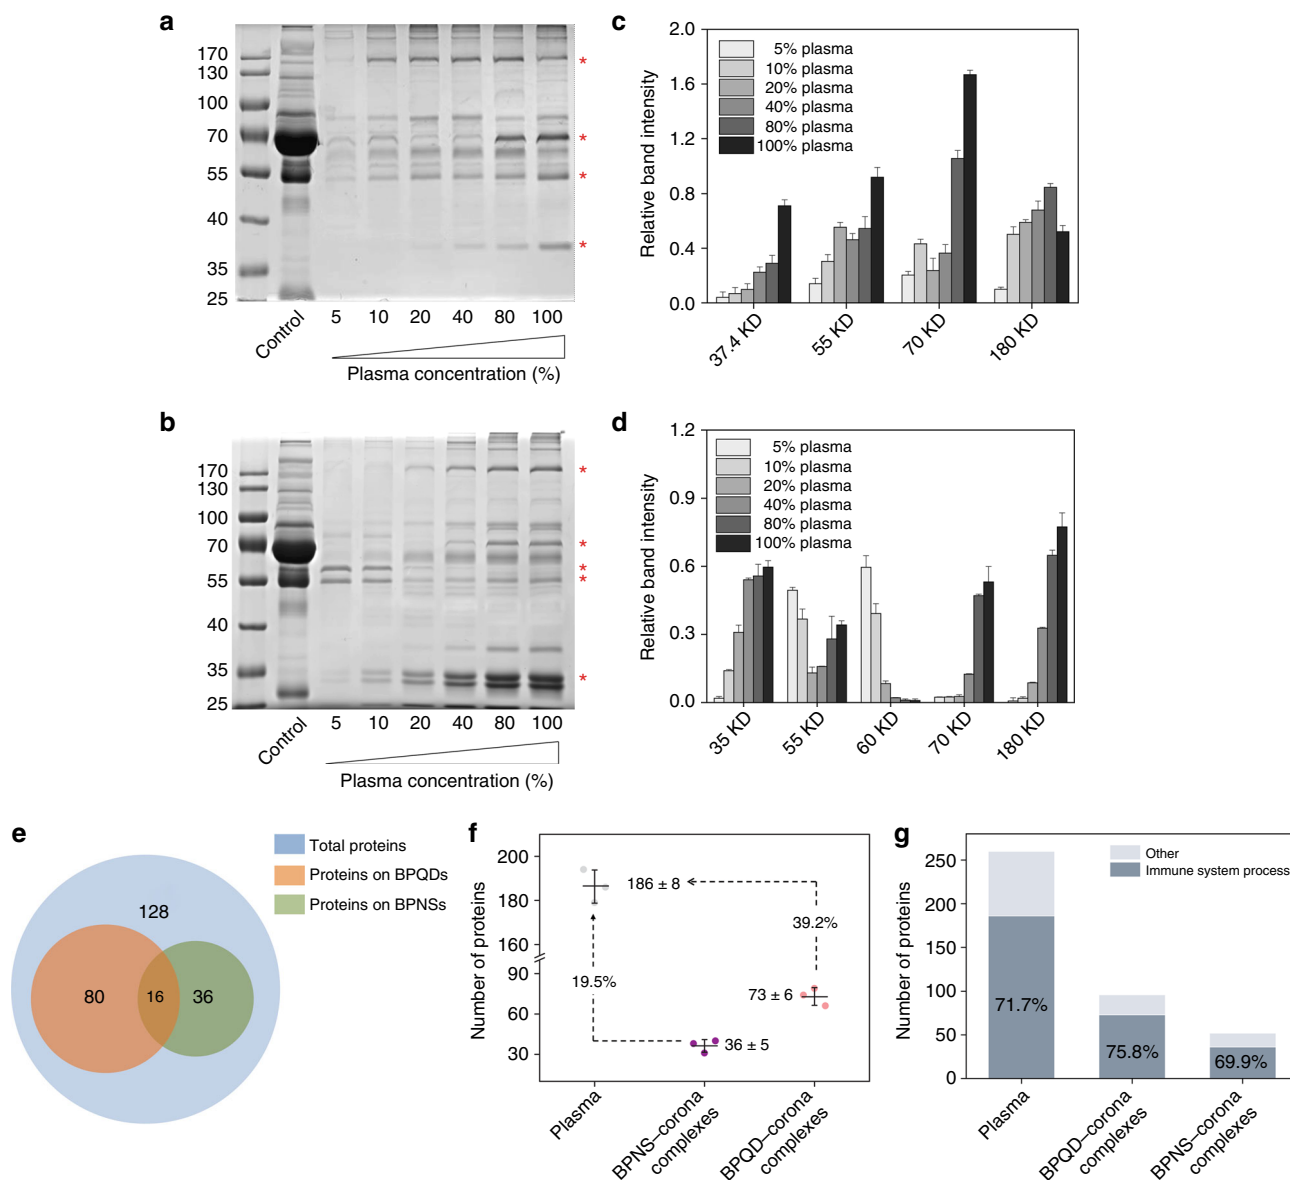 a
170
130
100
70
55
40
35
25
*
*
*
*
Control
5 10 20 40 80 100
Plasma concentration (%)
c
Relative band intensity
2.0
1.6
1.2
0.8
0.4
0.0
5% plasma
10% plasma
20% plasma
40% plasma
80% plasma
100% plasma
37.4 KD
55 KD
70 KD
180 KD
b
170
130
100
70
55
40
35
25
*
*
*
*
*
Control
5 10 20 40 80 100
Plasma concentration (%)
d
Relative band intensity
1.2
0.9
0.6
0.3
0.0
5% plasma
10% plasma
20% plasma
40% plasma
80% plasma
100% plasma
35 KD
55 KD
60 KD
70 KD
180 KD
e
Total proteins
Proteins on BPQDs
Proteins on BPNSs
128
80
16
36
f
Number of proteins
200
180
160
90
60
30
186 ± 8
39.2%
19.5%
73 ± 6
36 ± 5
Plasma
BPNS–corona
complexes
BPQD–corona
complexes
g
Number of proteins
250
200
150
100
50
0
Other
Immune system process
71.7%
75.8%
69.9%
Plasma
BPQD–corona
complexes
BPNS–corona
complexes